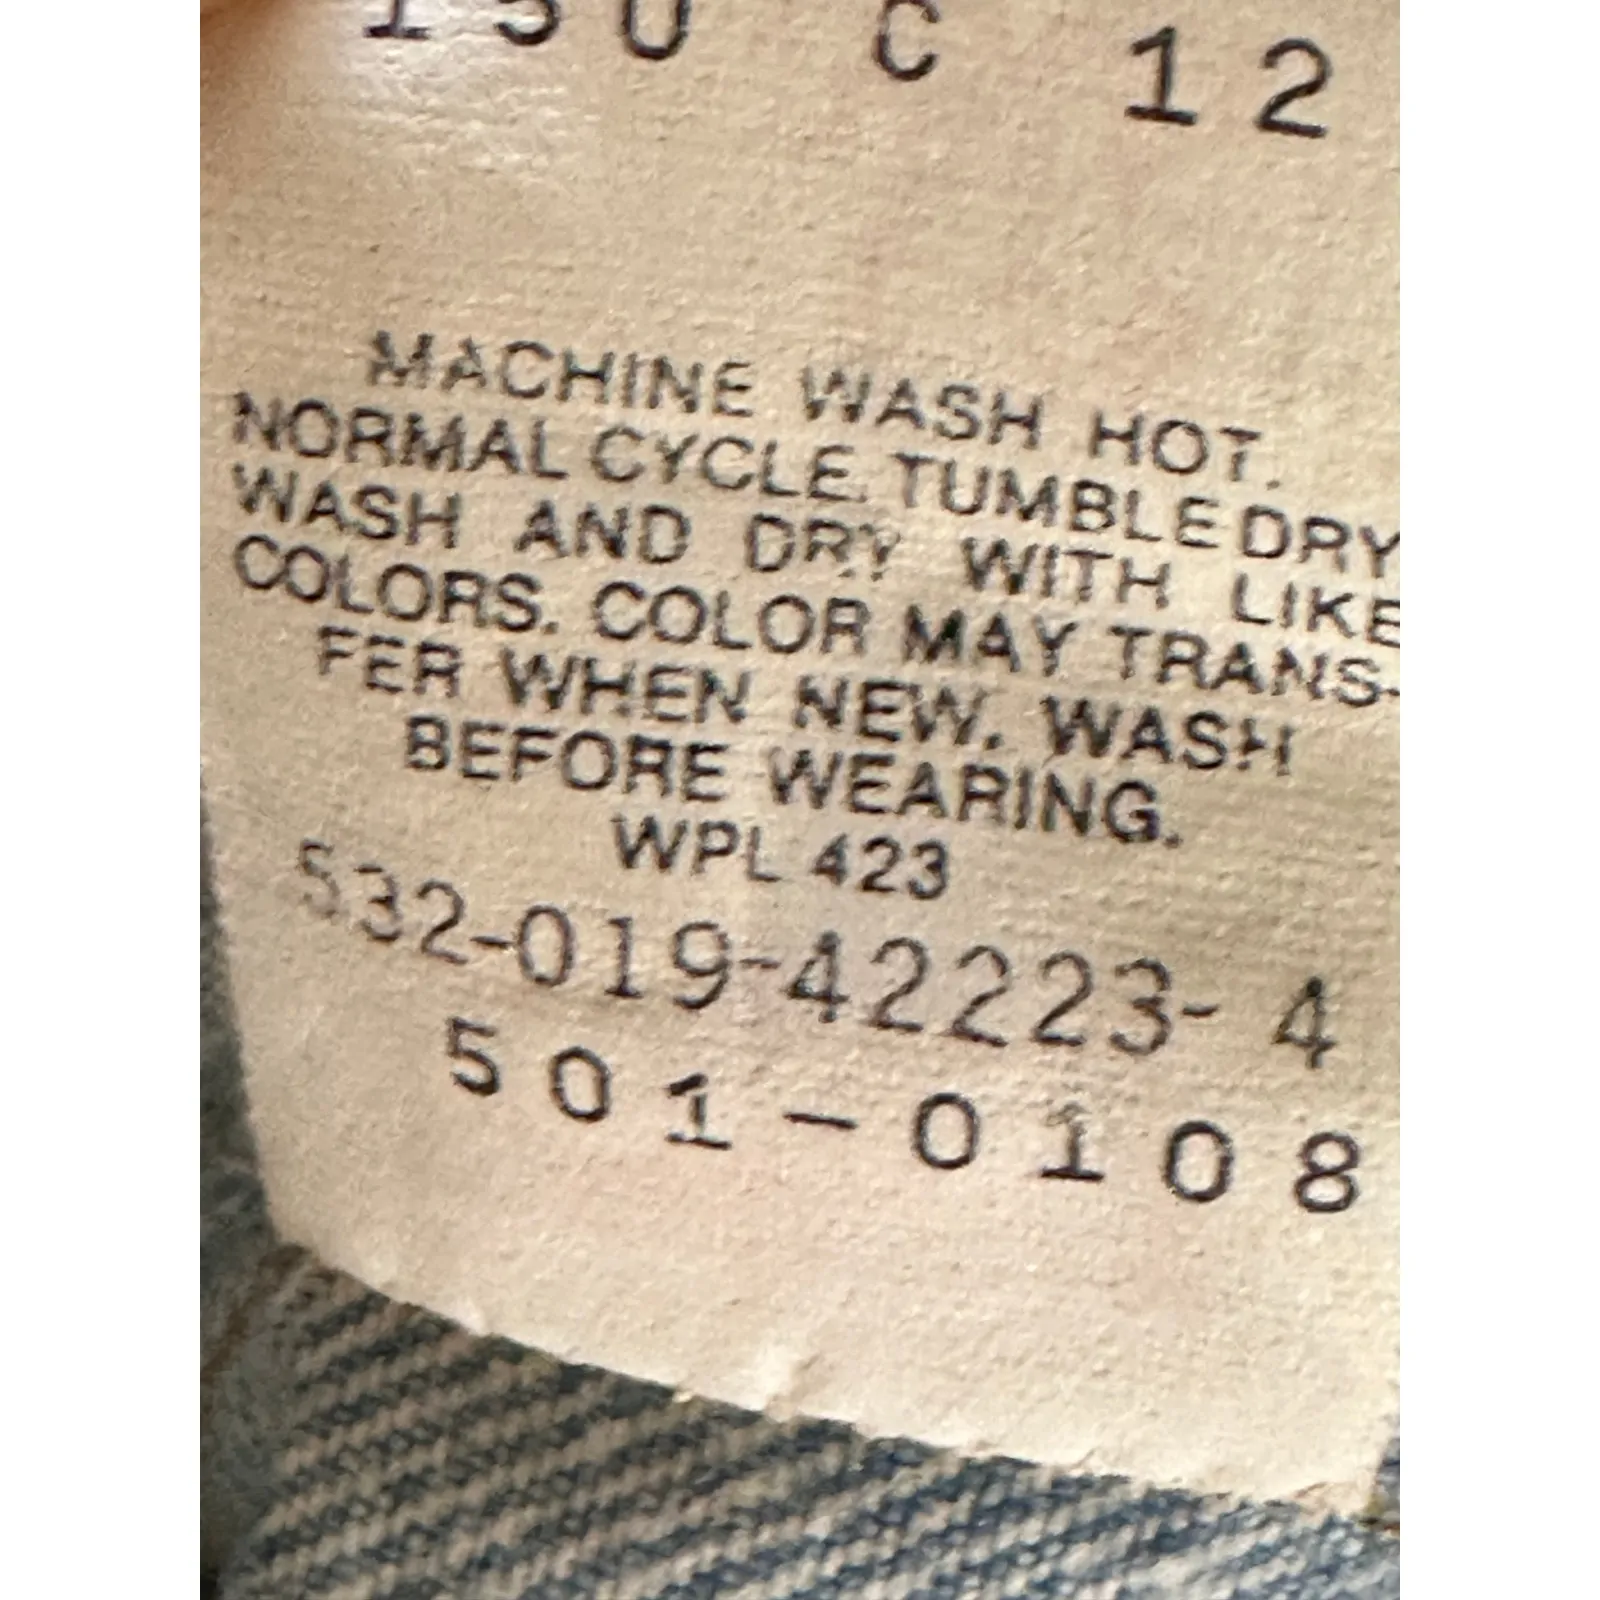 C 12
MACHINE WASH HOT.
NORMAL CYCLE. TUMBLE DRY
WASH AND DRY WITH LIKE
COLORS. COLOR MAY TRANS-
FER WHEN NEW. WASH
BEFORE WEARING.
WPL 423
532-019-42223- 4
501-0108